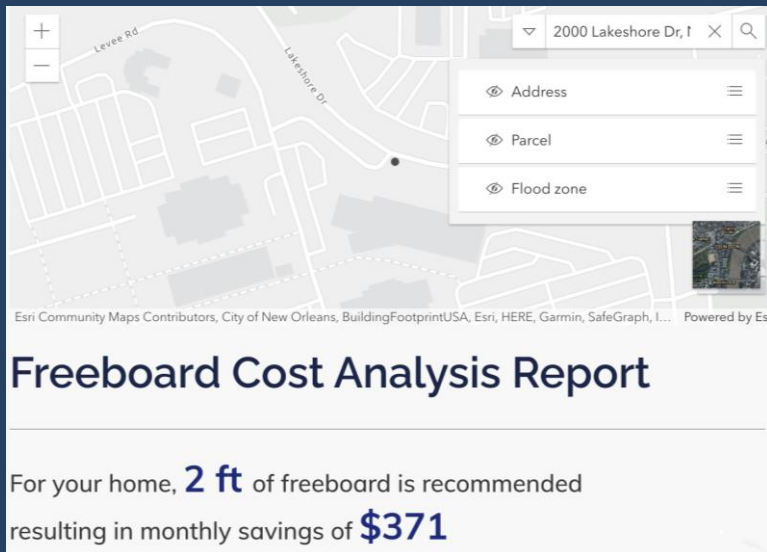 Levee Rd
Lakeshore Dr
2000 Lakeshore Dr, N
Address
Parcel
Flood zone
Esri Community Maps Contributors, City of New Orleans, BuildingFootprintUSA, Esri, HERE, Garmin, SafeGraph, I... Powered by Es
Freeboard Cost Analysis Report
For your home, 2 ft of freeboard is recommended
resulting in monthly savings of $371